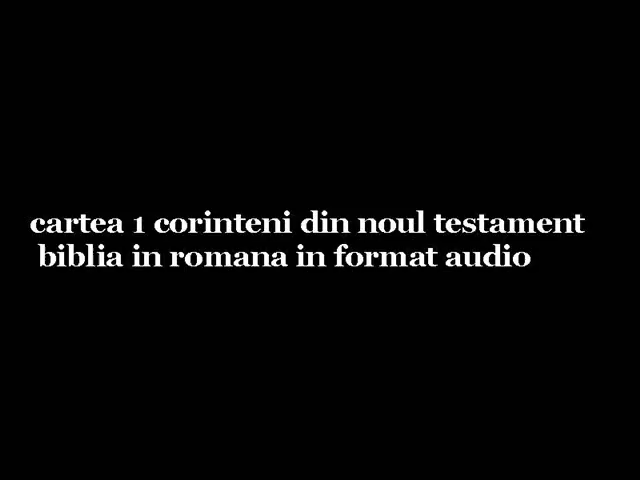 cartea 1 corinteni din noul testament
biblia in romana in format audio